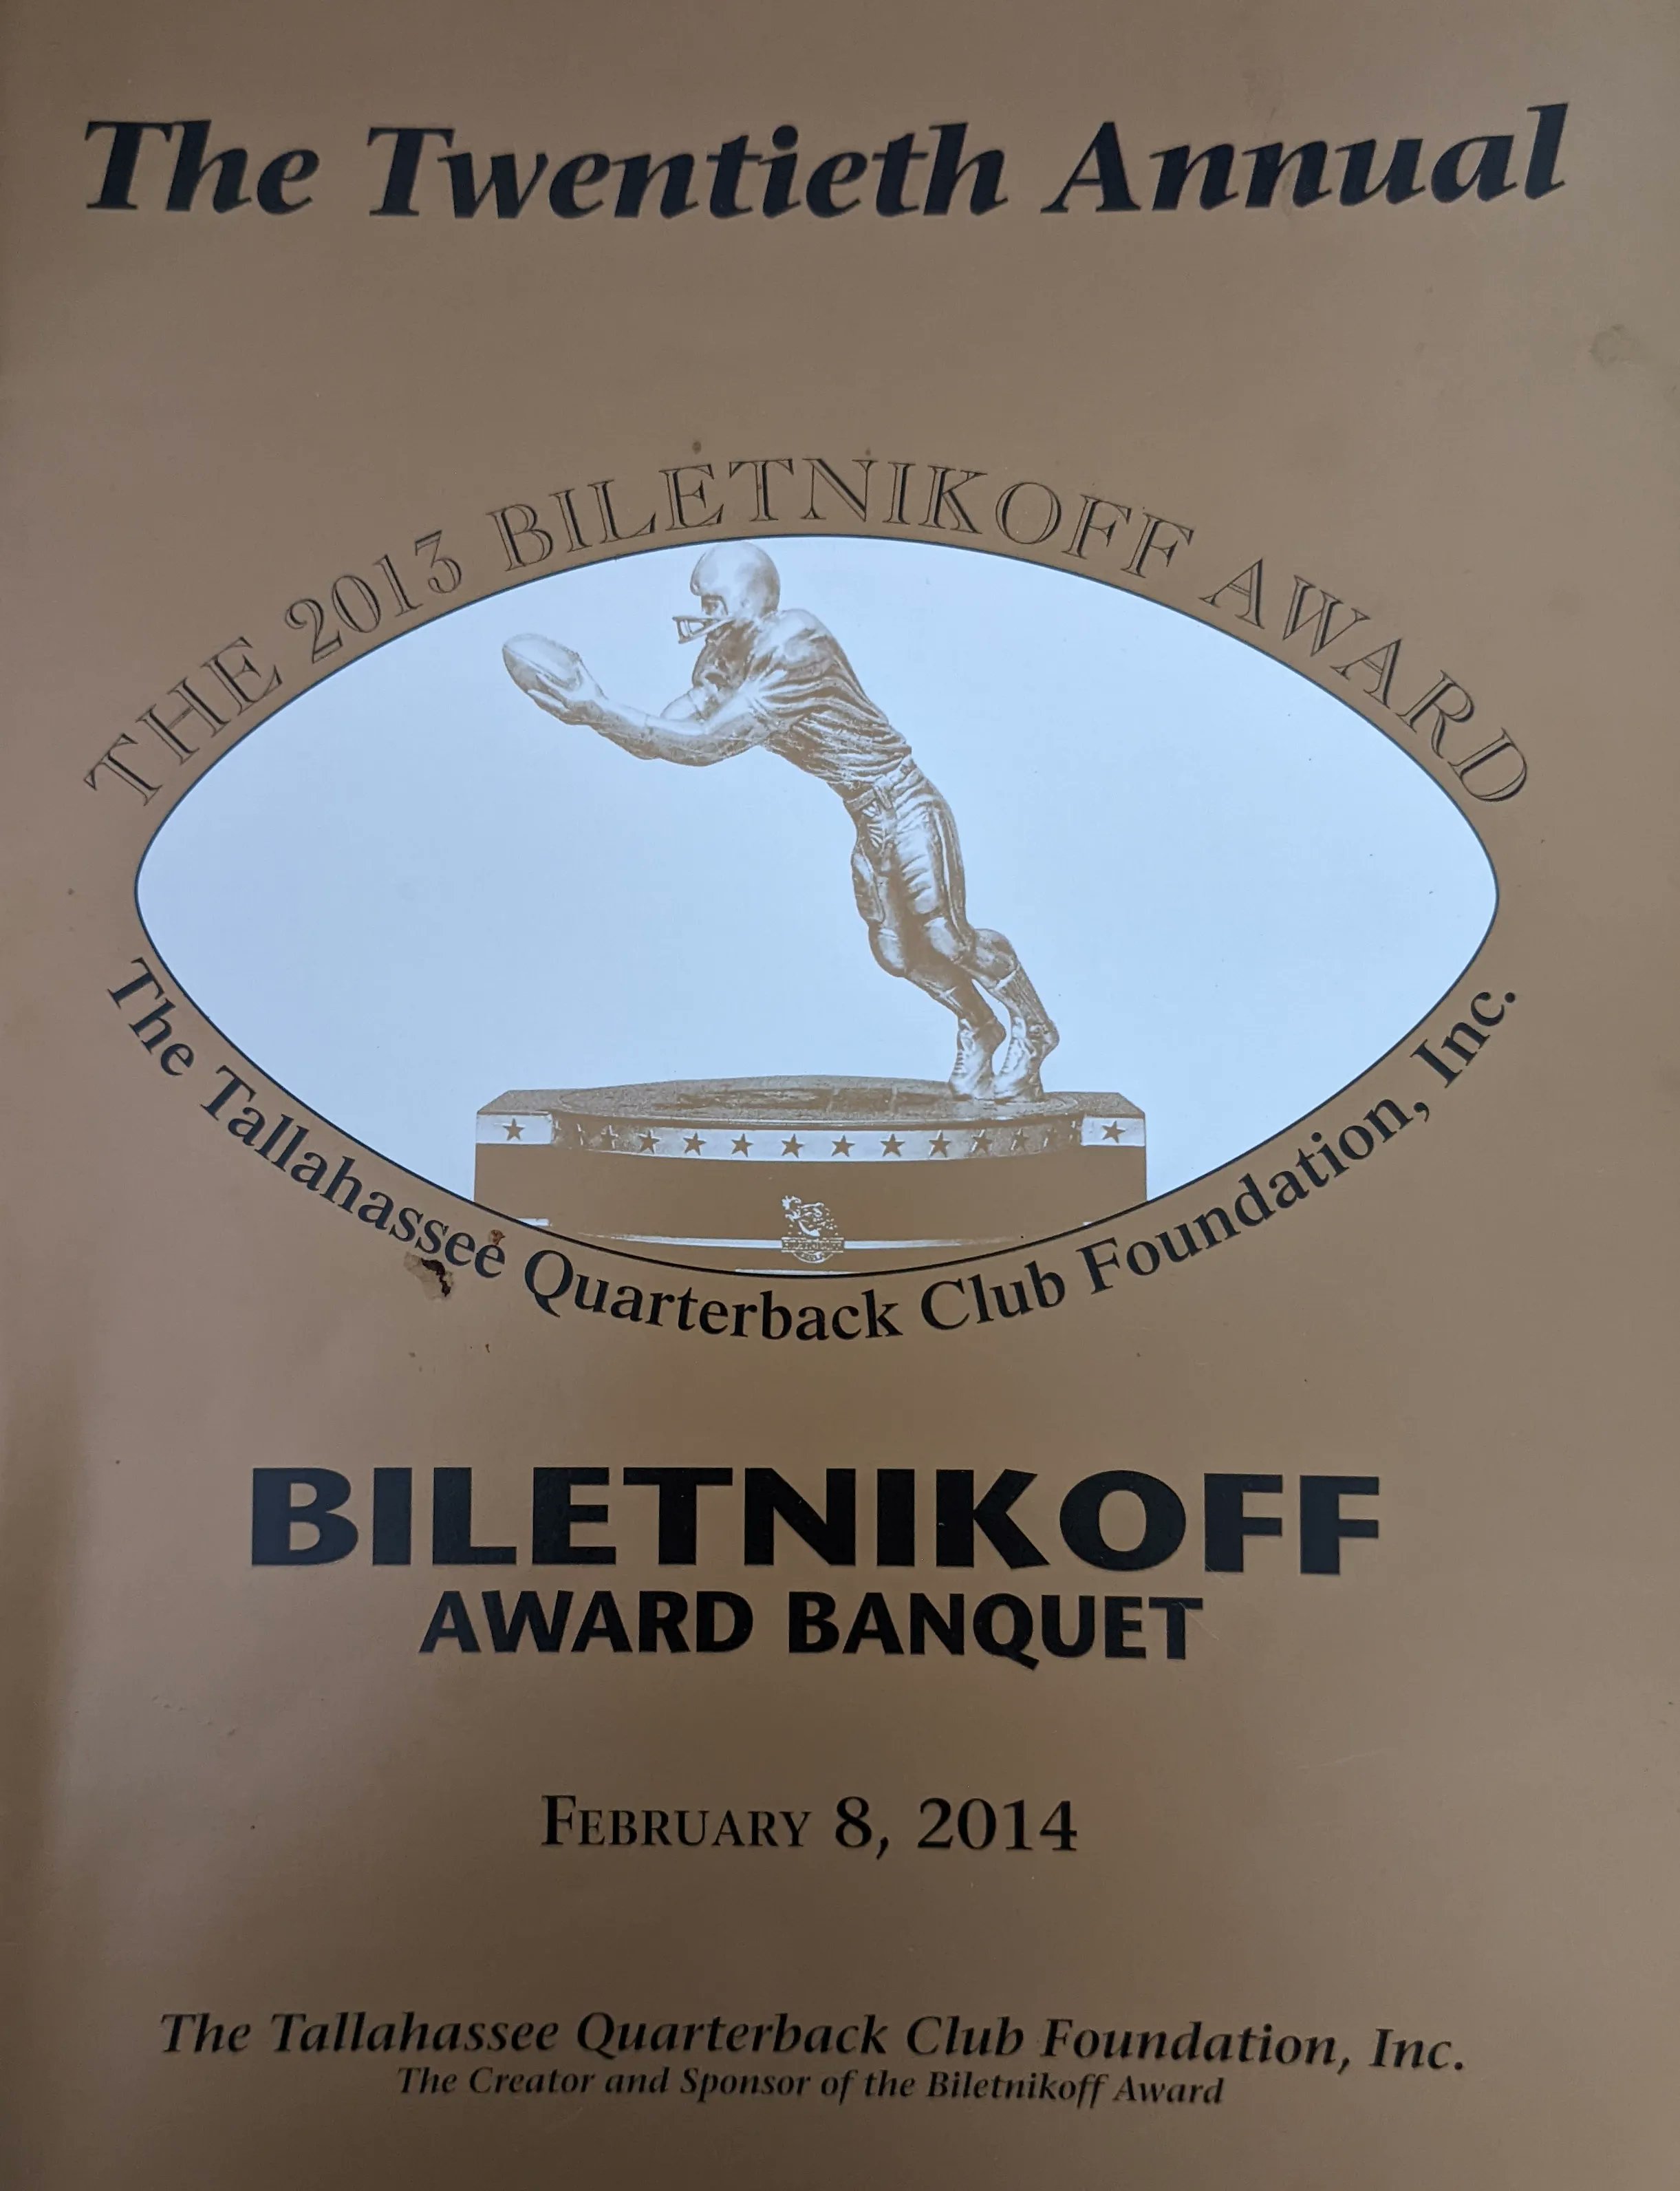 The Twentieth Annual
THE 2013 BILETNIKOFF AWARD
The Tallahassee Quarterback Club Foundation, Inc.
BILETNIKOFF
AWARD BANQUET
FEBRUARY 8, 2014
The Tallahassee Quarterback Club Foundation, Inc.
The Creator and Sponsor of the Biletnikoff Award